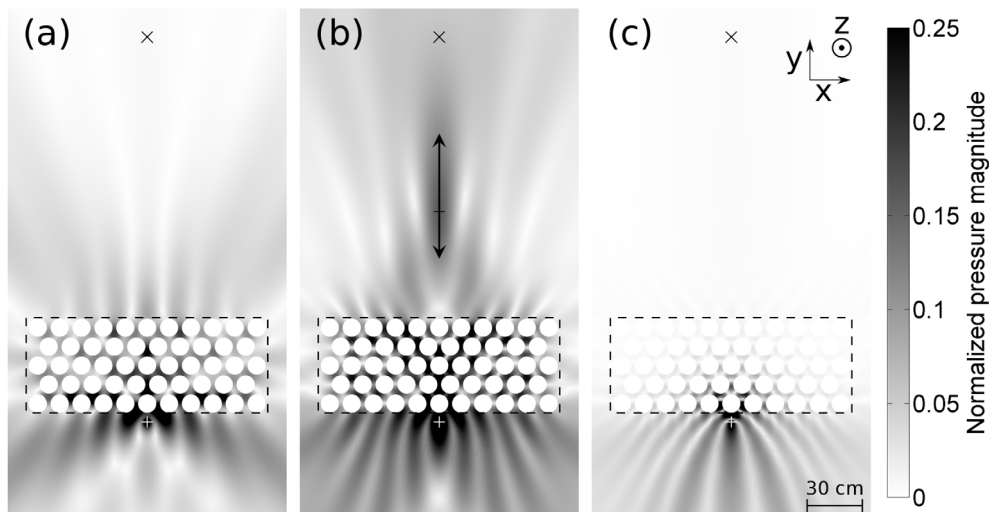 (a)
(b)
(c)
z
y
x
30 cm
0.25
0.2
0.15
0.1
0.05
0
Normalized pressure magnitude